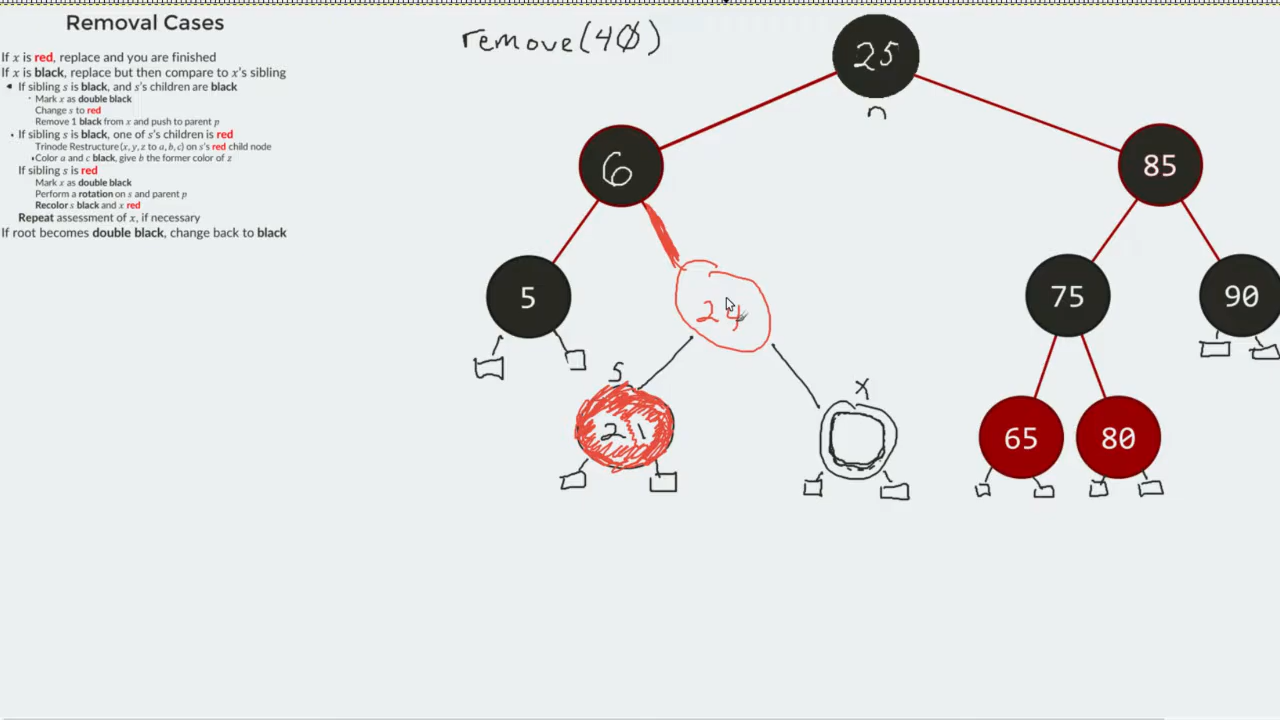 Removal Cases
If x is red, replace and you are finished
If x is black, replace but then compare to x's sibling
If sibling s is black, and s's children are black
Mark x as double black
Change s to red
Remove 1 black from x and push to parent p
If sibling s is black, one of s's children is red
Trinode Restructure(x, y, z to a, b, c) on s's red child node
Color a and c black, give b the former color of z
If sibling s is red
Mark x as double black
Perform a rotation on s and parent p
Recolor s black and x red
Repeat assessment of x, if necessary
If root becomes double black, change back to black
remove(40)
25
n
6
85
5
24
75
90
S
X
21
65
80